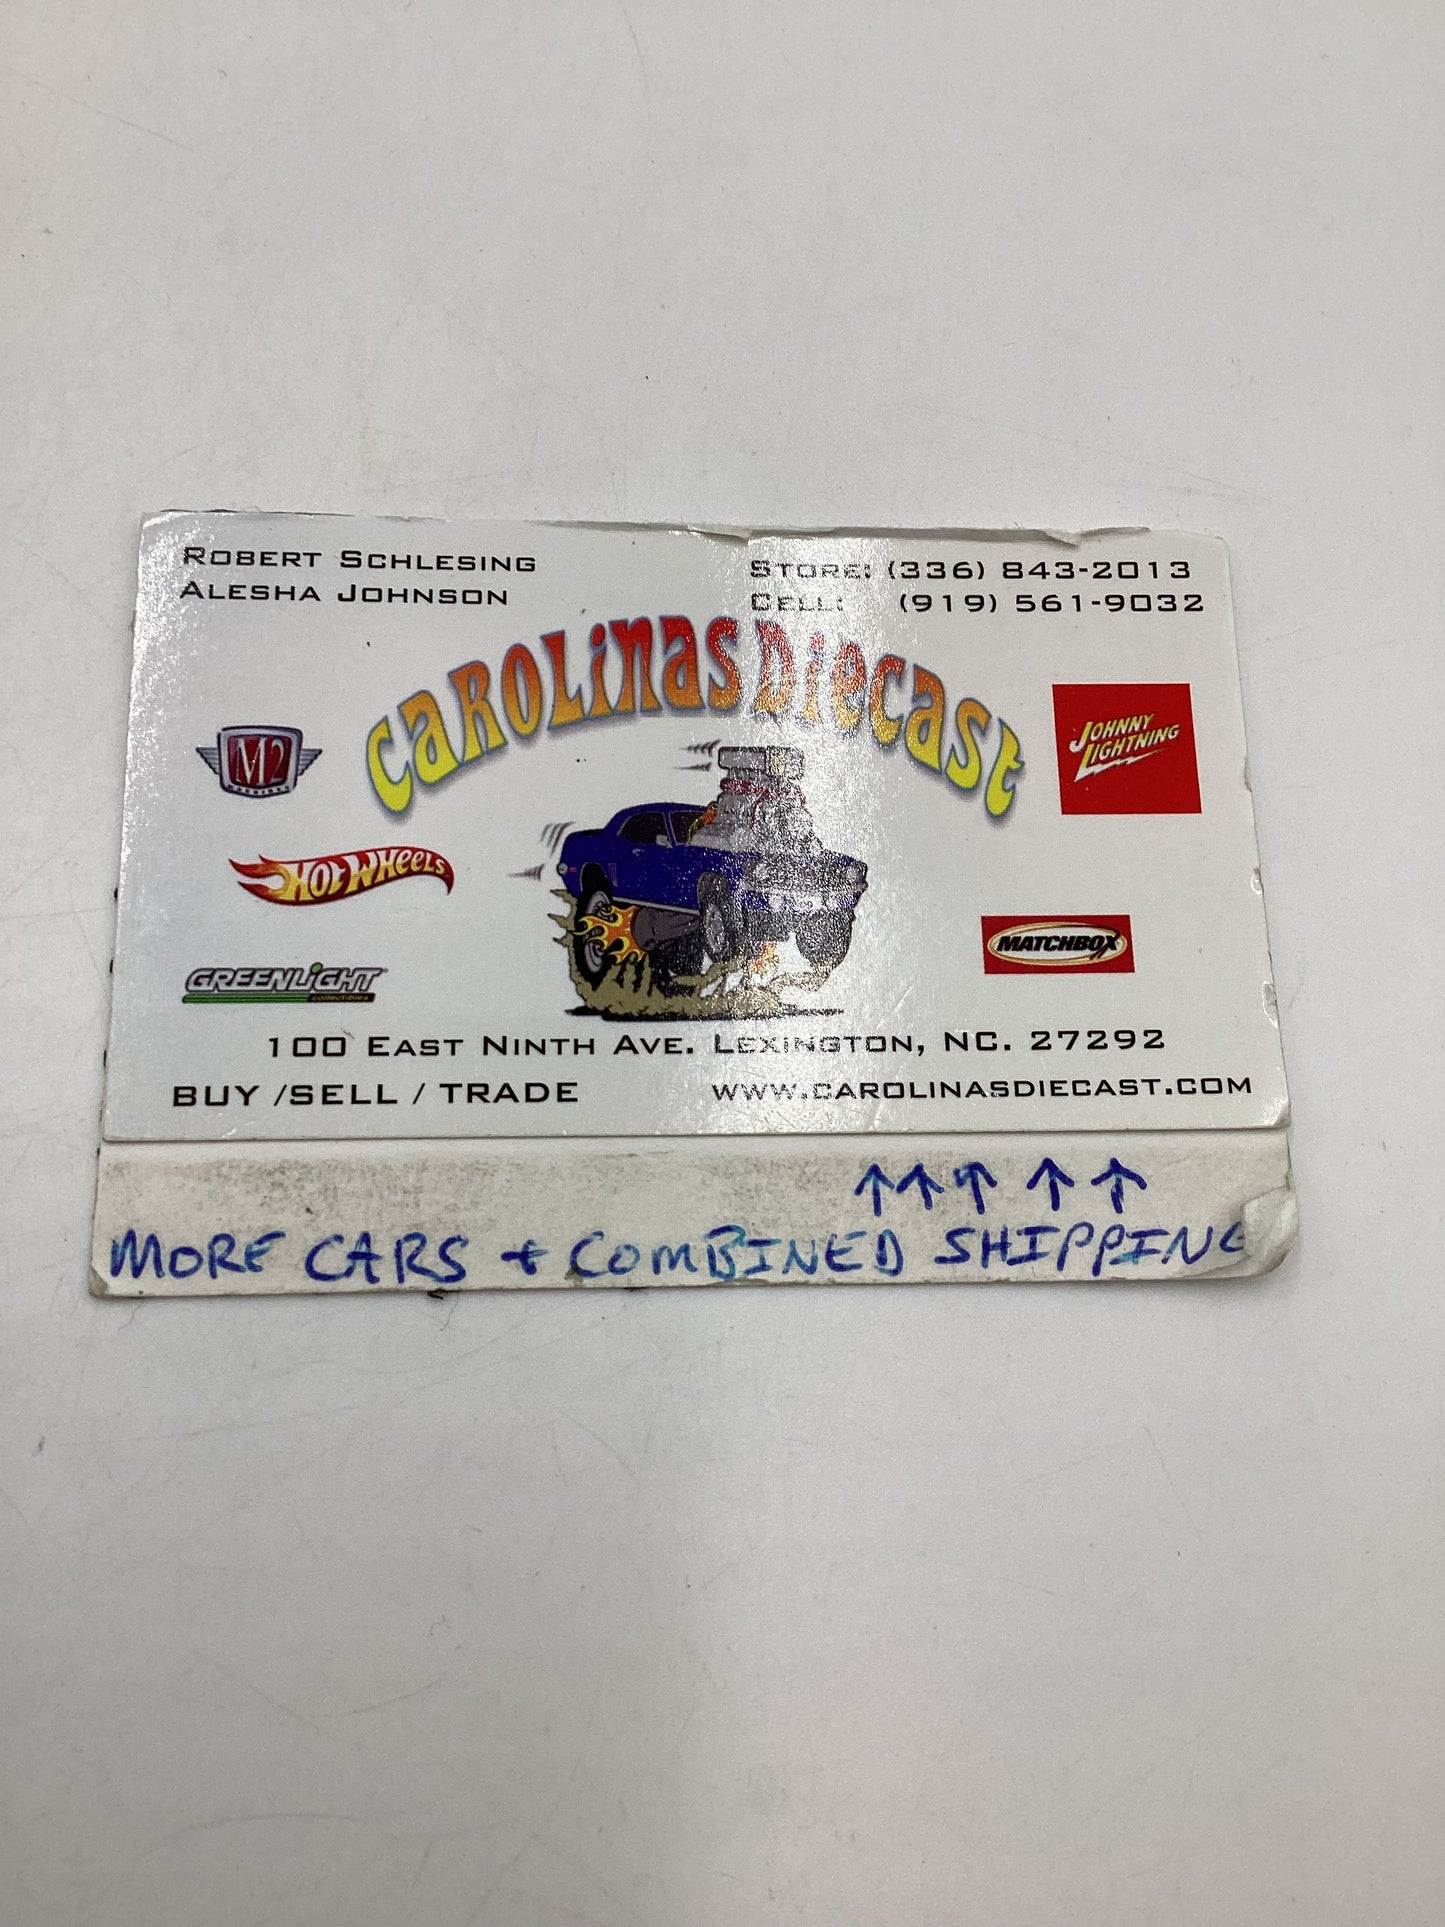 Robert Schlesing
Alesha Johnson
Store: (336) 843-2013
Cell: (919) 561-9032
Carolinas Diecast
M2
MACHINES
JOHNNY
LIGHTNING
HOT WHEELS
MATCHBOX
GREENLIGHT
collectibles
100 East Ninth Ave. Lexington, NC. 27292
BUY /SELL / TRADE
www.carolinasdiecast.com
↑↑↑ ↑ ↑
MORE CARS + COMBINED SHIPPING